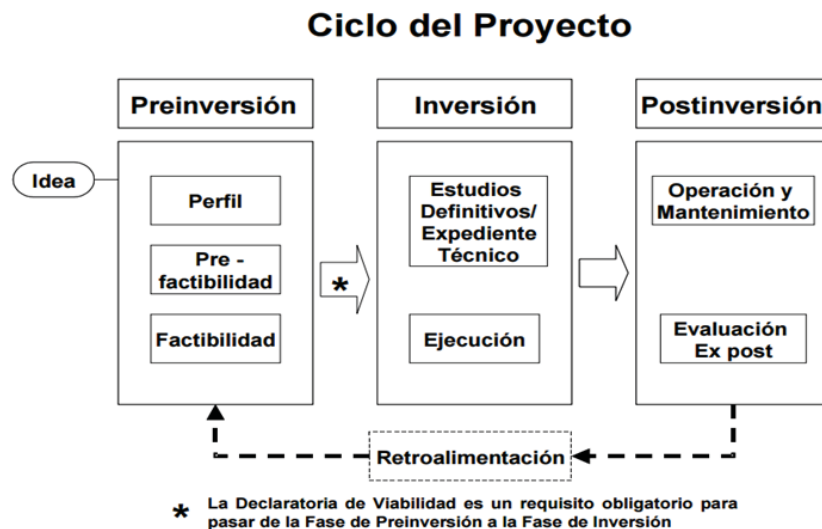 Ciclo del Proyecto
Preinversión
Inversión
Postinversión
Idea
Perfil
Pre -
factibilidad
Factibilidad
*
Estudios
Definitivos/
Expediente
Técnico
Ejecución
Operación y
Mantenimiento
Evaluación
Ex post
Retroalimentación
* La Declaratoria de Viabilidad es un requisito obligatorio para
pasar de la Fase de Preinversión a la Fase de Inversión